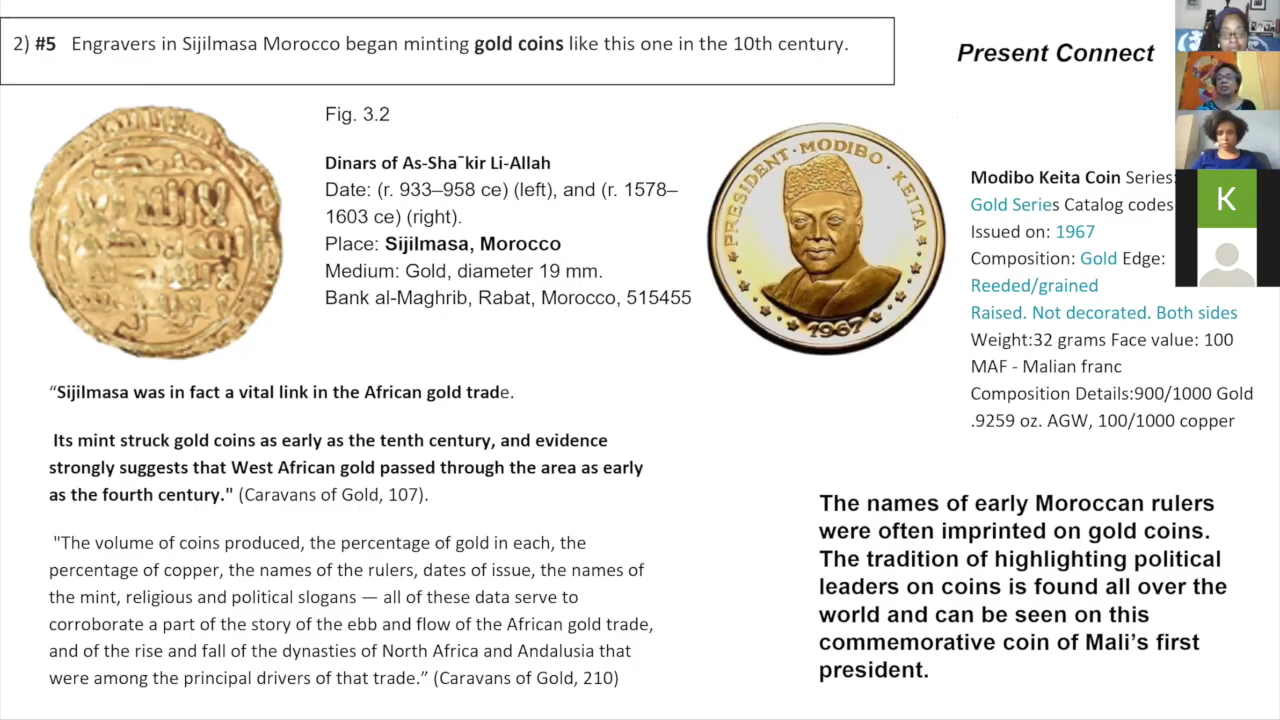 2) #5 Engravers in Sijilmasa Morocco began minting gold coins like this one in the 10th century.
Present Connect
Fig. 3.2
Dinars of As-Sha¯kir Li-Allah
Date: (r. 933–958 ce) (left), and (r. 1578–
1603 ce) (right).
Place: Sijilmasa, Morocco
Medium: Gold, diameter 19 mm.
Bank al-Maghrib, Rabat, Morocco, 515455
PRESIDENT · MODIBO · KEITA
1967
Modibo Keita Coin Series:
Gold Series Catalog codes
Issued on: 1967
Composition: Gold Edge:
Reeded/grained
Raised. Not decorated. Both sides
Weight:32 grams Face value: 100
MAF - Malian franc
Composition Details:900/1000 Gold
.9259 oz. AGW, 100/1000 copper
K
“Sijilmasa was in fact a vital link in the African gold trade.
Its mint struck gold coins as early as the tenth century, and evidence
strongly suggests that West African gold passed through the area as early
as the fourth century." (Caravans of Gold, 107).
"The volume of coins produced, the percentage of gold in each, the
percentage of copper, the names of the rulers, dates of issue, the names of
the mint, religious and political slogans — all of these data serve to
corroborate a part of the story of the ebb and flow of the African gold trade,
and of the rise and fall of the dynasties of North Africa and Andalusia that
were among the principal drivers of that trade.” (Caravans of Gold, 210)
The names of early Moroccan rulers
were often imprinted on gold coins.
The tradition of highlighting political
leaders on coins is found all over the
world and can be seen on this
commemorative coin of Mali’s first
president.